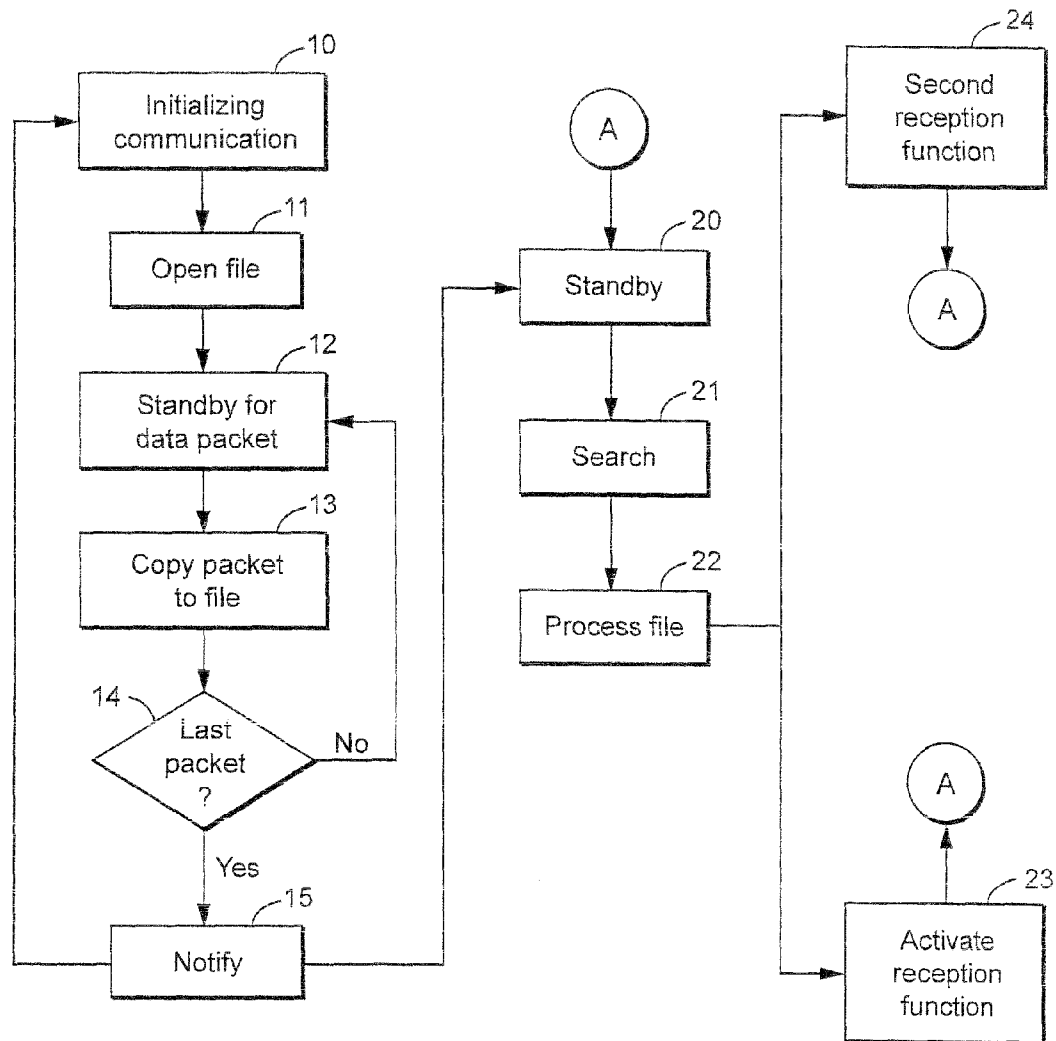 10
Initializing
communication
11
Open file
12
Standby for
data packet
13
Copy packet
to file
14
Last
packet
?
No
Yes
15
Notify
A
20
Standby
21
Search
22
Process file
24
Second
reception
function
A
A
23
Activate
reception
function